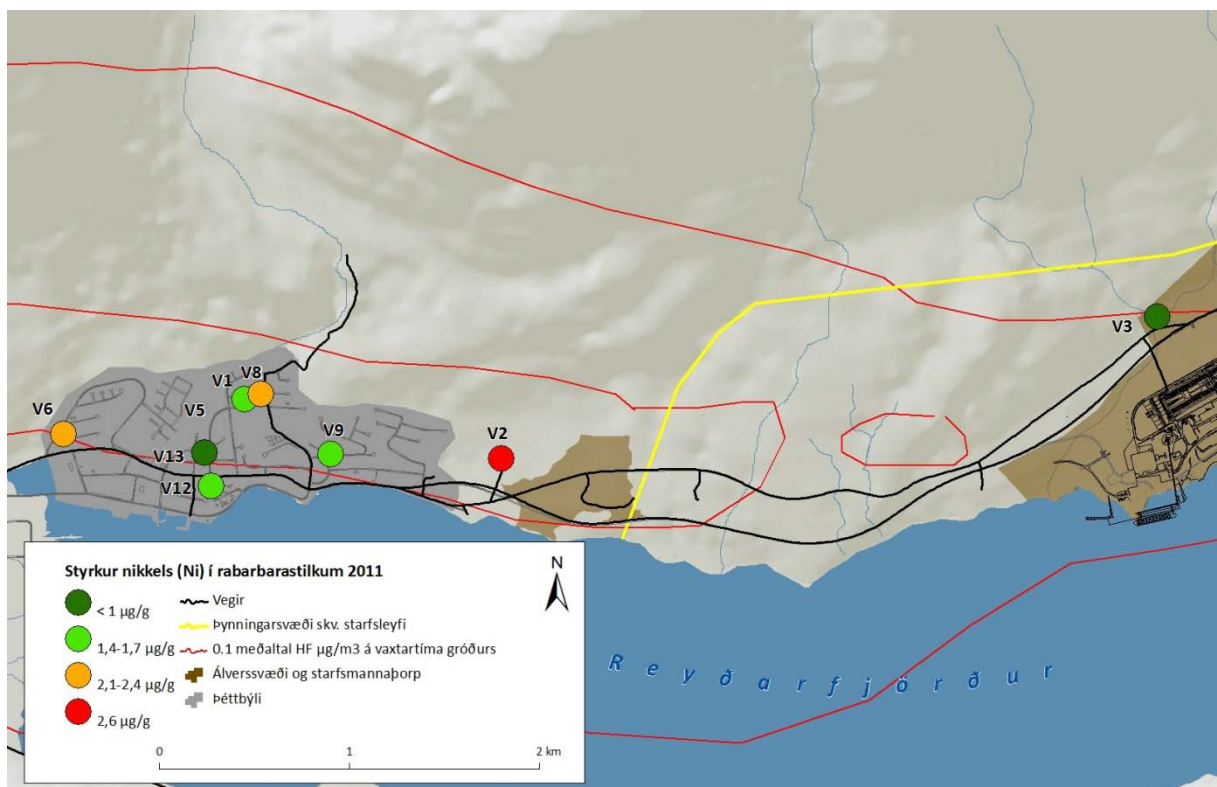 V3
V1
V8
V6
V5
V9
V2
V13
V12
Styrkur nikkels (Ni) í rabarbarastilkum 2011
< 1 µg/g
1,4-1,7 µg/g
2,1-2,4 µg/g
2,6 µg/g
Vegir
Þynningarsvæði skv. starfsleyfi
0.1 meðaltal HF µg/m3 á vaxtartíma gróðurs
Álverssvæði og starfsmannaþorp
Þéttbýli
N
0 1 2 km
Reyðarfjörður